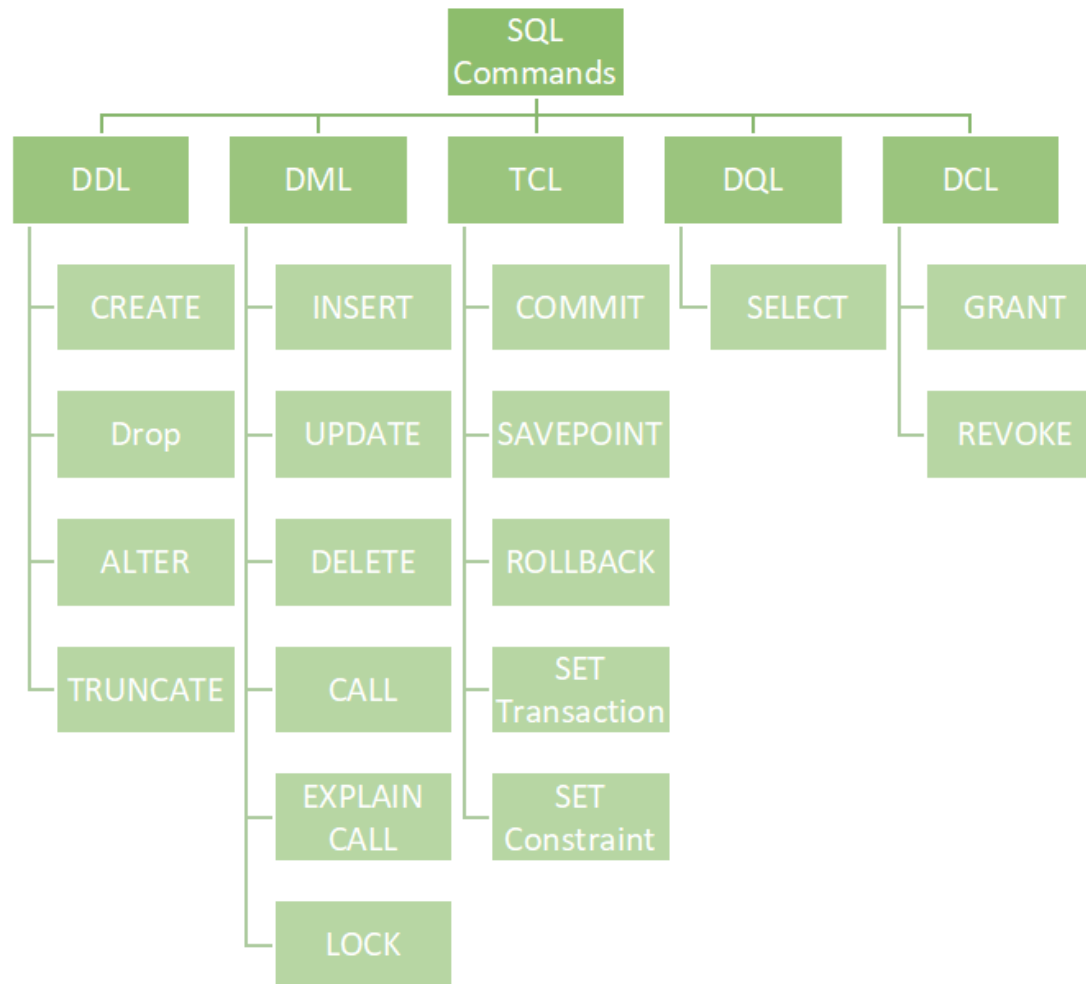 SQL
Commands
DDL
DML
TCL
DQL
DCL
CREATE
INSERT
COMMIT
SELECT
GRANT
Drop
UPDATE
SAVEPOINT
REVOKE
ALTER
DELETE
ROLLBACK
TRUNCATE
CALL
SET
Transaction
EXPLAIN
CALL
SET
Constraint
LOCK